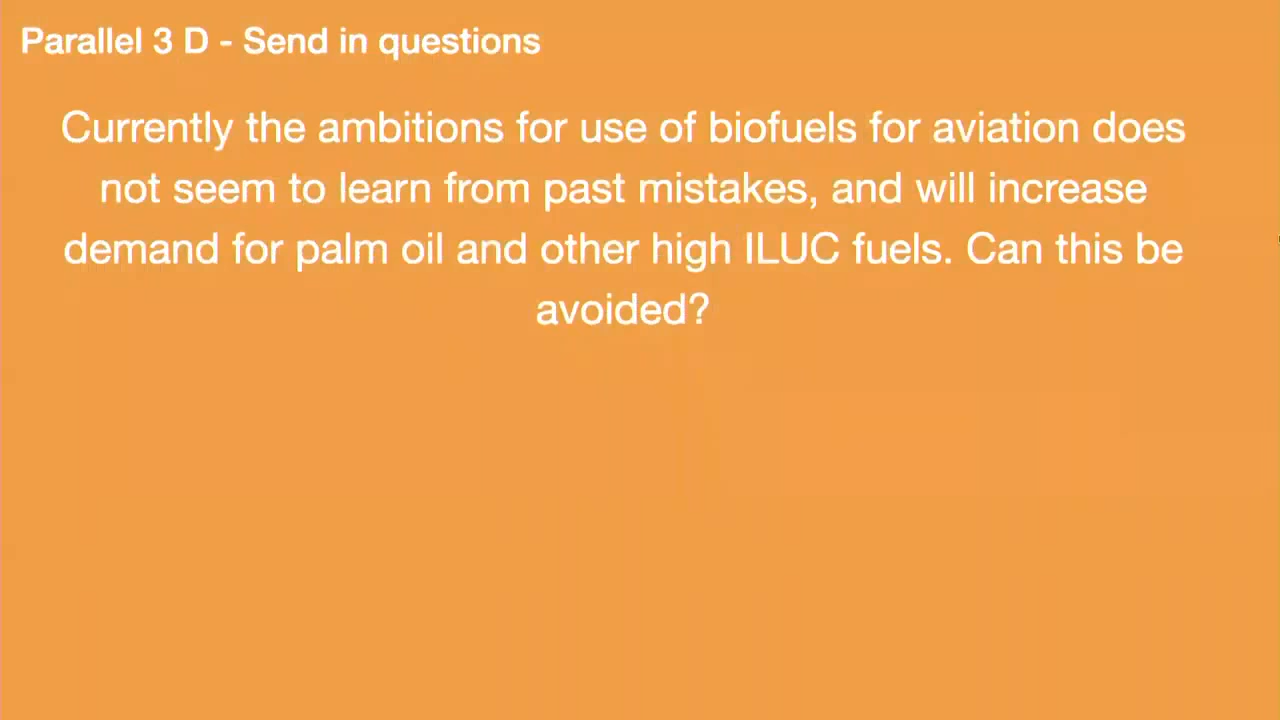 Parallel 3 D - Send in questions
Currently the ambitions for use of biofuels for aviation does
not seem to learn from past mistakes, and will increase
demand for palm oil and other high ILUC fuels. Can this be
avoided?